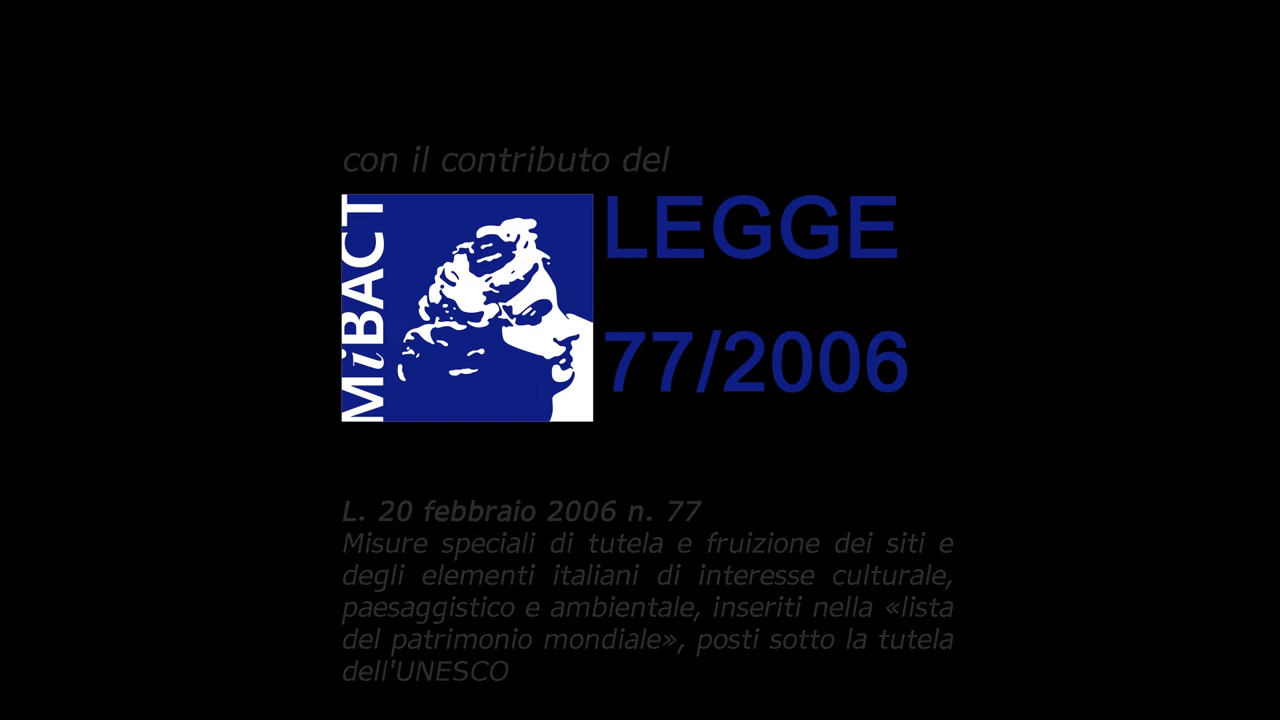 con il contributo del
MiBACT
LEGGE
77/2006
L. 20 febbraio 2006 n. 77
Misure speciali di tutela e fruizione dei siti e
degli elementi italiani di interesse culturale,
paesaggistico e ambientale, inseriti nella «lista
del patrimonio mondiale», posti sotto la tutela
dell'UNESCO